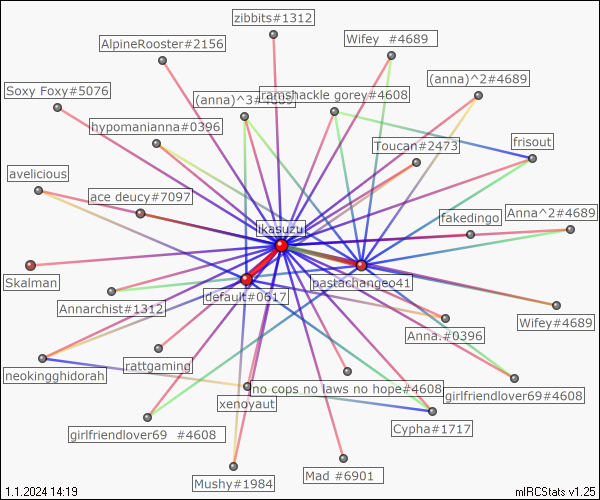 zibbits#1312
AlpineRooster#2156
Wifey  #4689
(anna)^2#4689
Soxy Foxy#5076
(anna)^3#4689
ramshackle gorey#4608
hypomanianna#0396
Toucan#2473
frisout
avelicious
ace deucy#7097
Anna^2#4689
fakedingo
ikasuzu
Skalman
pastachangeo41
default#0617
Annarchist#1312
Wifey#4689
Anna.#0396
rattgaming
neokingghidorah
no cops no laws no hope#4608
girlfriendlover69#4608
xenoyaut
girlfriendlover69  #4608
Cypha#1717
Mushy#1984
Mad #6901
1.1.2024 14:19
mIRCStats v1.25